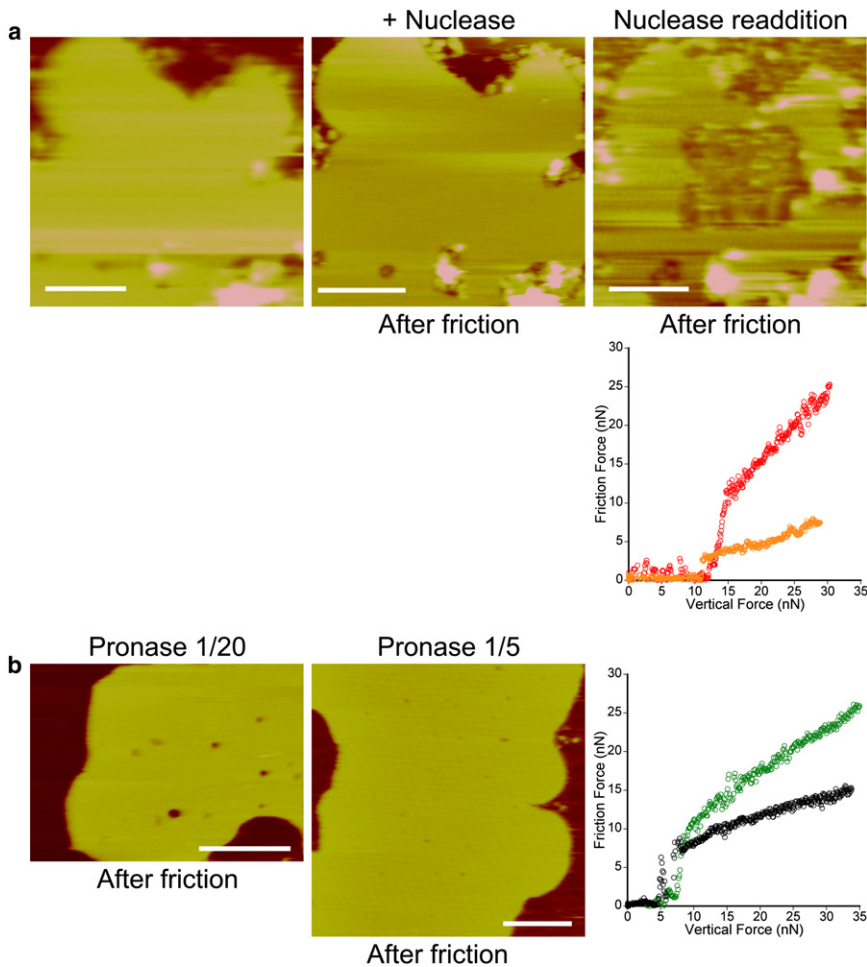 a
+ Nuclease
Nuclease readdition
After friction
After friction
30
25
20
15
10
5
0
Friction Force (nN)
0 5 10 15 20 25 30 35
Vertical Force (nN)
b
Pronase 1/20
Pronase 1/5
After friction
After friction
30
25
20
15
10
5
0
Friction Force (nN)
0 5 10 15 20 25 30 35
Vertical Force (nN)